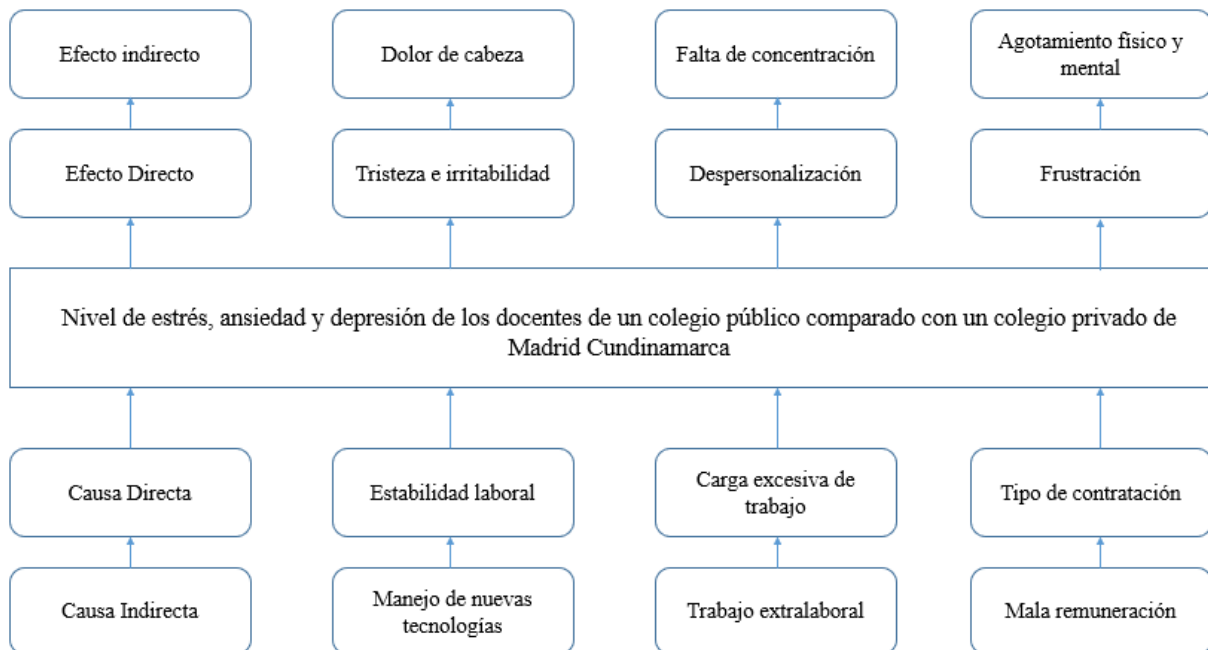 Efecto indirecto
Dolor de cabeza
Falta de concentración
Agotamiento físico y
mental
Efecto Directo
Tristeza e irritabilidad
Despersonalización
Frustración
Nivel de estrés, ansiedad y depresión de los docentes de un colegio público comparado con un colegio privado de
Madrid Cundinamarca
Causa Directa
Estabilidad laboral
Carga excesiva de
trabajo
Tipo de contratación
Causa Indirecta
Manejo de nuevas
tecnologías
Trabajo extralaboral
Mala remuneración